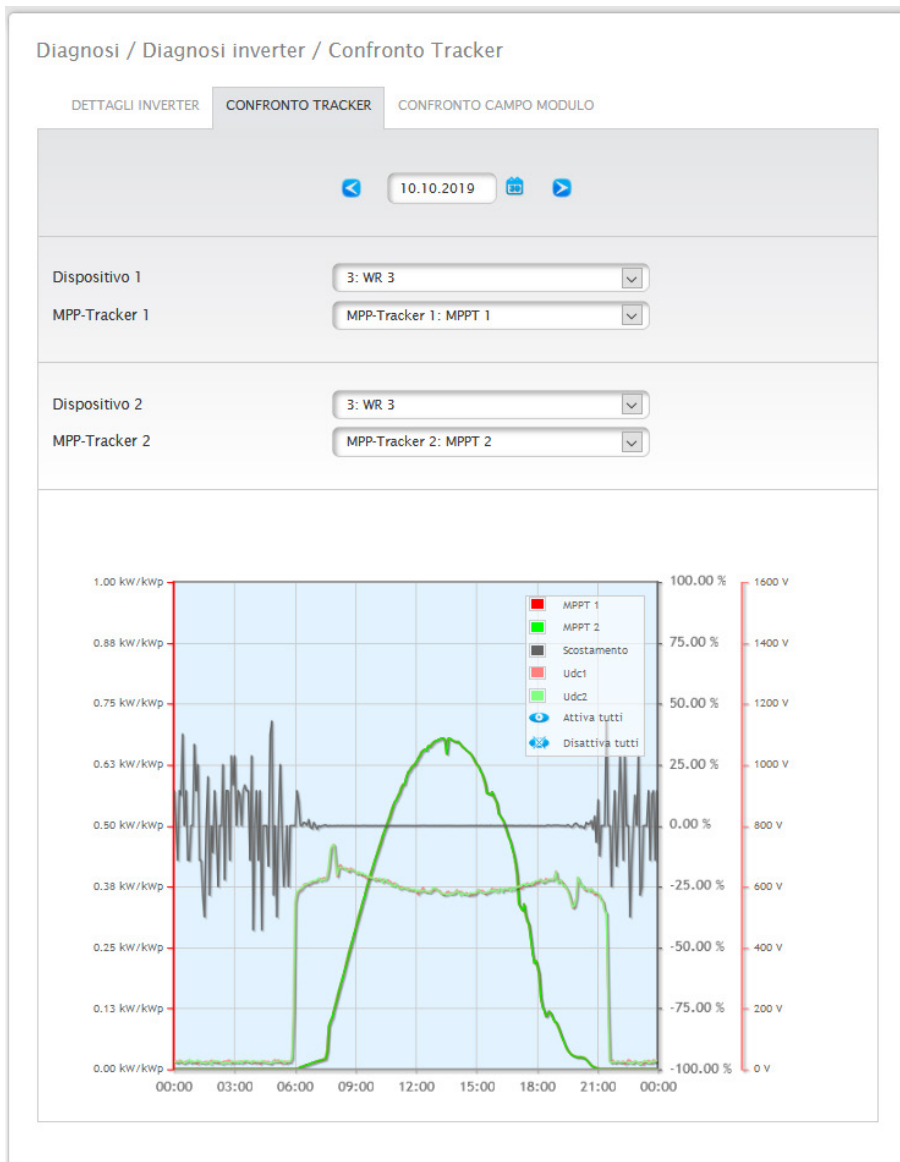 Diagnosi / Diagnosi inverter / Confronto Tracker
DETTAGLI INVERTER CONFRONTO TRACKER CONFRONTO CAMPO MODULO
10.10.2019
Dispositivo 1 3: WR 3
MPP-Tracker 1 MPP-Tracker 1: MPPT 1
Dispositivo 2 3: WR 3
MPP-Tracker 2 MPP-Tracker 2: MPPT 2
1.00 kW/kWp 100.00 % 1600 V
MPPT 1
MPPT 2
0.88 kW/kWp 75.00 % 1400 V
Scostamento
Udc1
Udc2
0.75 kW/kWp 50.00 % 1200 V
Attiva tutti
Disattiva tutti
0.63 kW/kWp 25.00 % 1000 V
0.50 kW/kWp 0.00 % 800 V
0.38 kW/kWp -25.00 % 600 V
0.25 kW/kWp -50.00 % 400 V
0.13 kW/kWp -75.00 % 200 V
0.00 kW/kWp -100.00 % 0 V
00:00 03:00 06:00 09:00 12:00 15:00 18:00 21:00 00:00